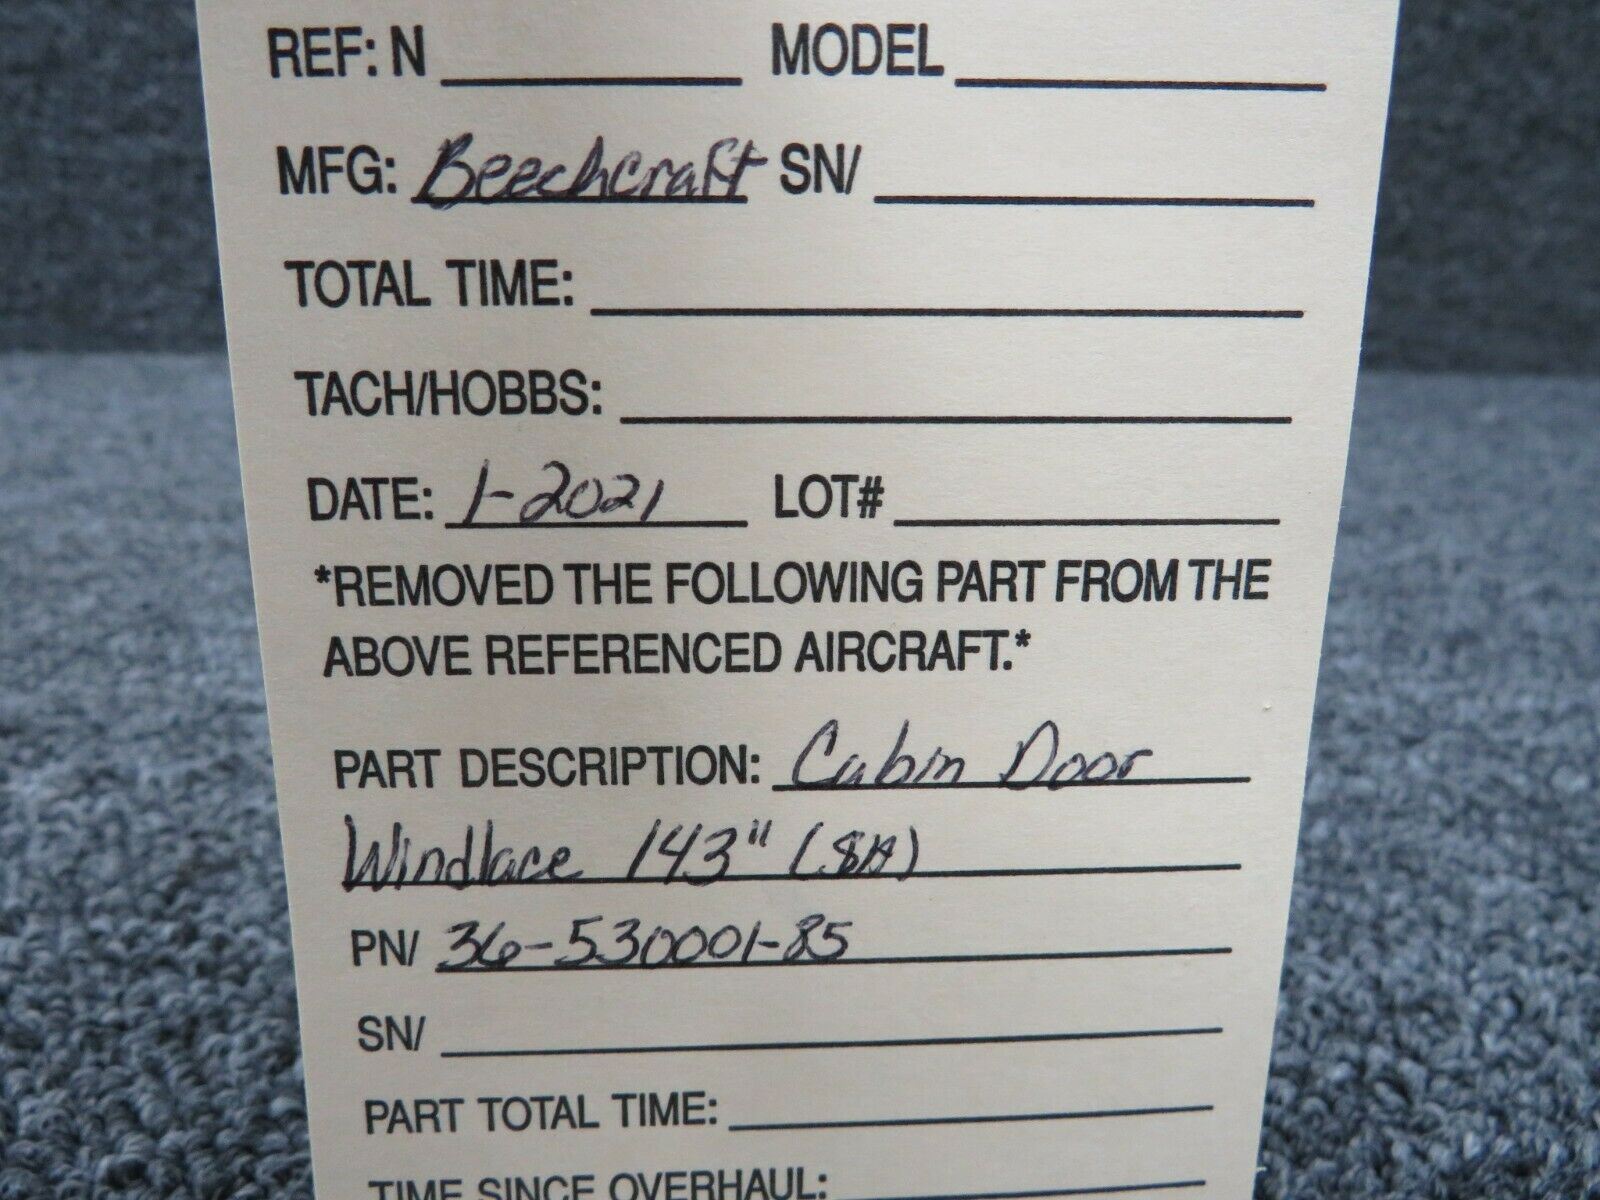 REF: N MODEL
MFG: Beechcraft SN/
TOTAL TIME:
TACH/HOBBS:
DATE: 1-2021 LOT#
*REMOVED THE FOLLOWING PART FROM THE
ABOVE REFERENCED AIRCRAFT.*
PART DESCRIPTION: Cabin Door
Windlace 143"
PN/ 36-530001-85
SN/
PART TOTAL TIME:
TIME SINCE OVERHAUL: